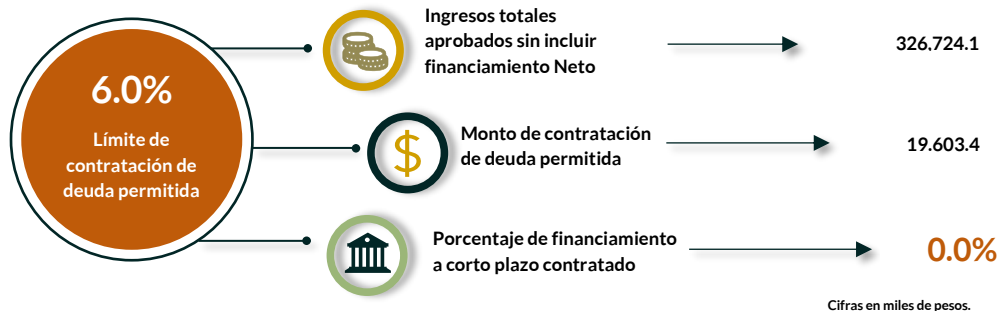 6.0%
Límite de
contratación de
deuda permitida
Ingresos totales
aprobados sin incluir
financiamiento Neto
326,724.1
$
Monto de contratación
de deuda permitida
19.603.4
Porcentaje de financiamiento
a corto plazo contratado
0.0%
Cifras en miles de pesos.